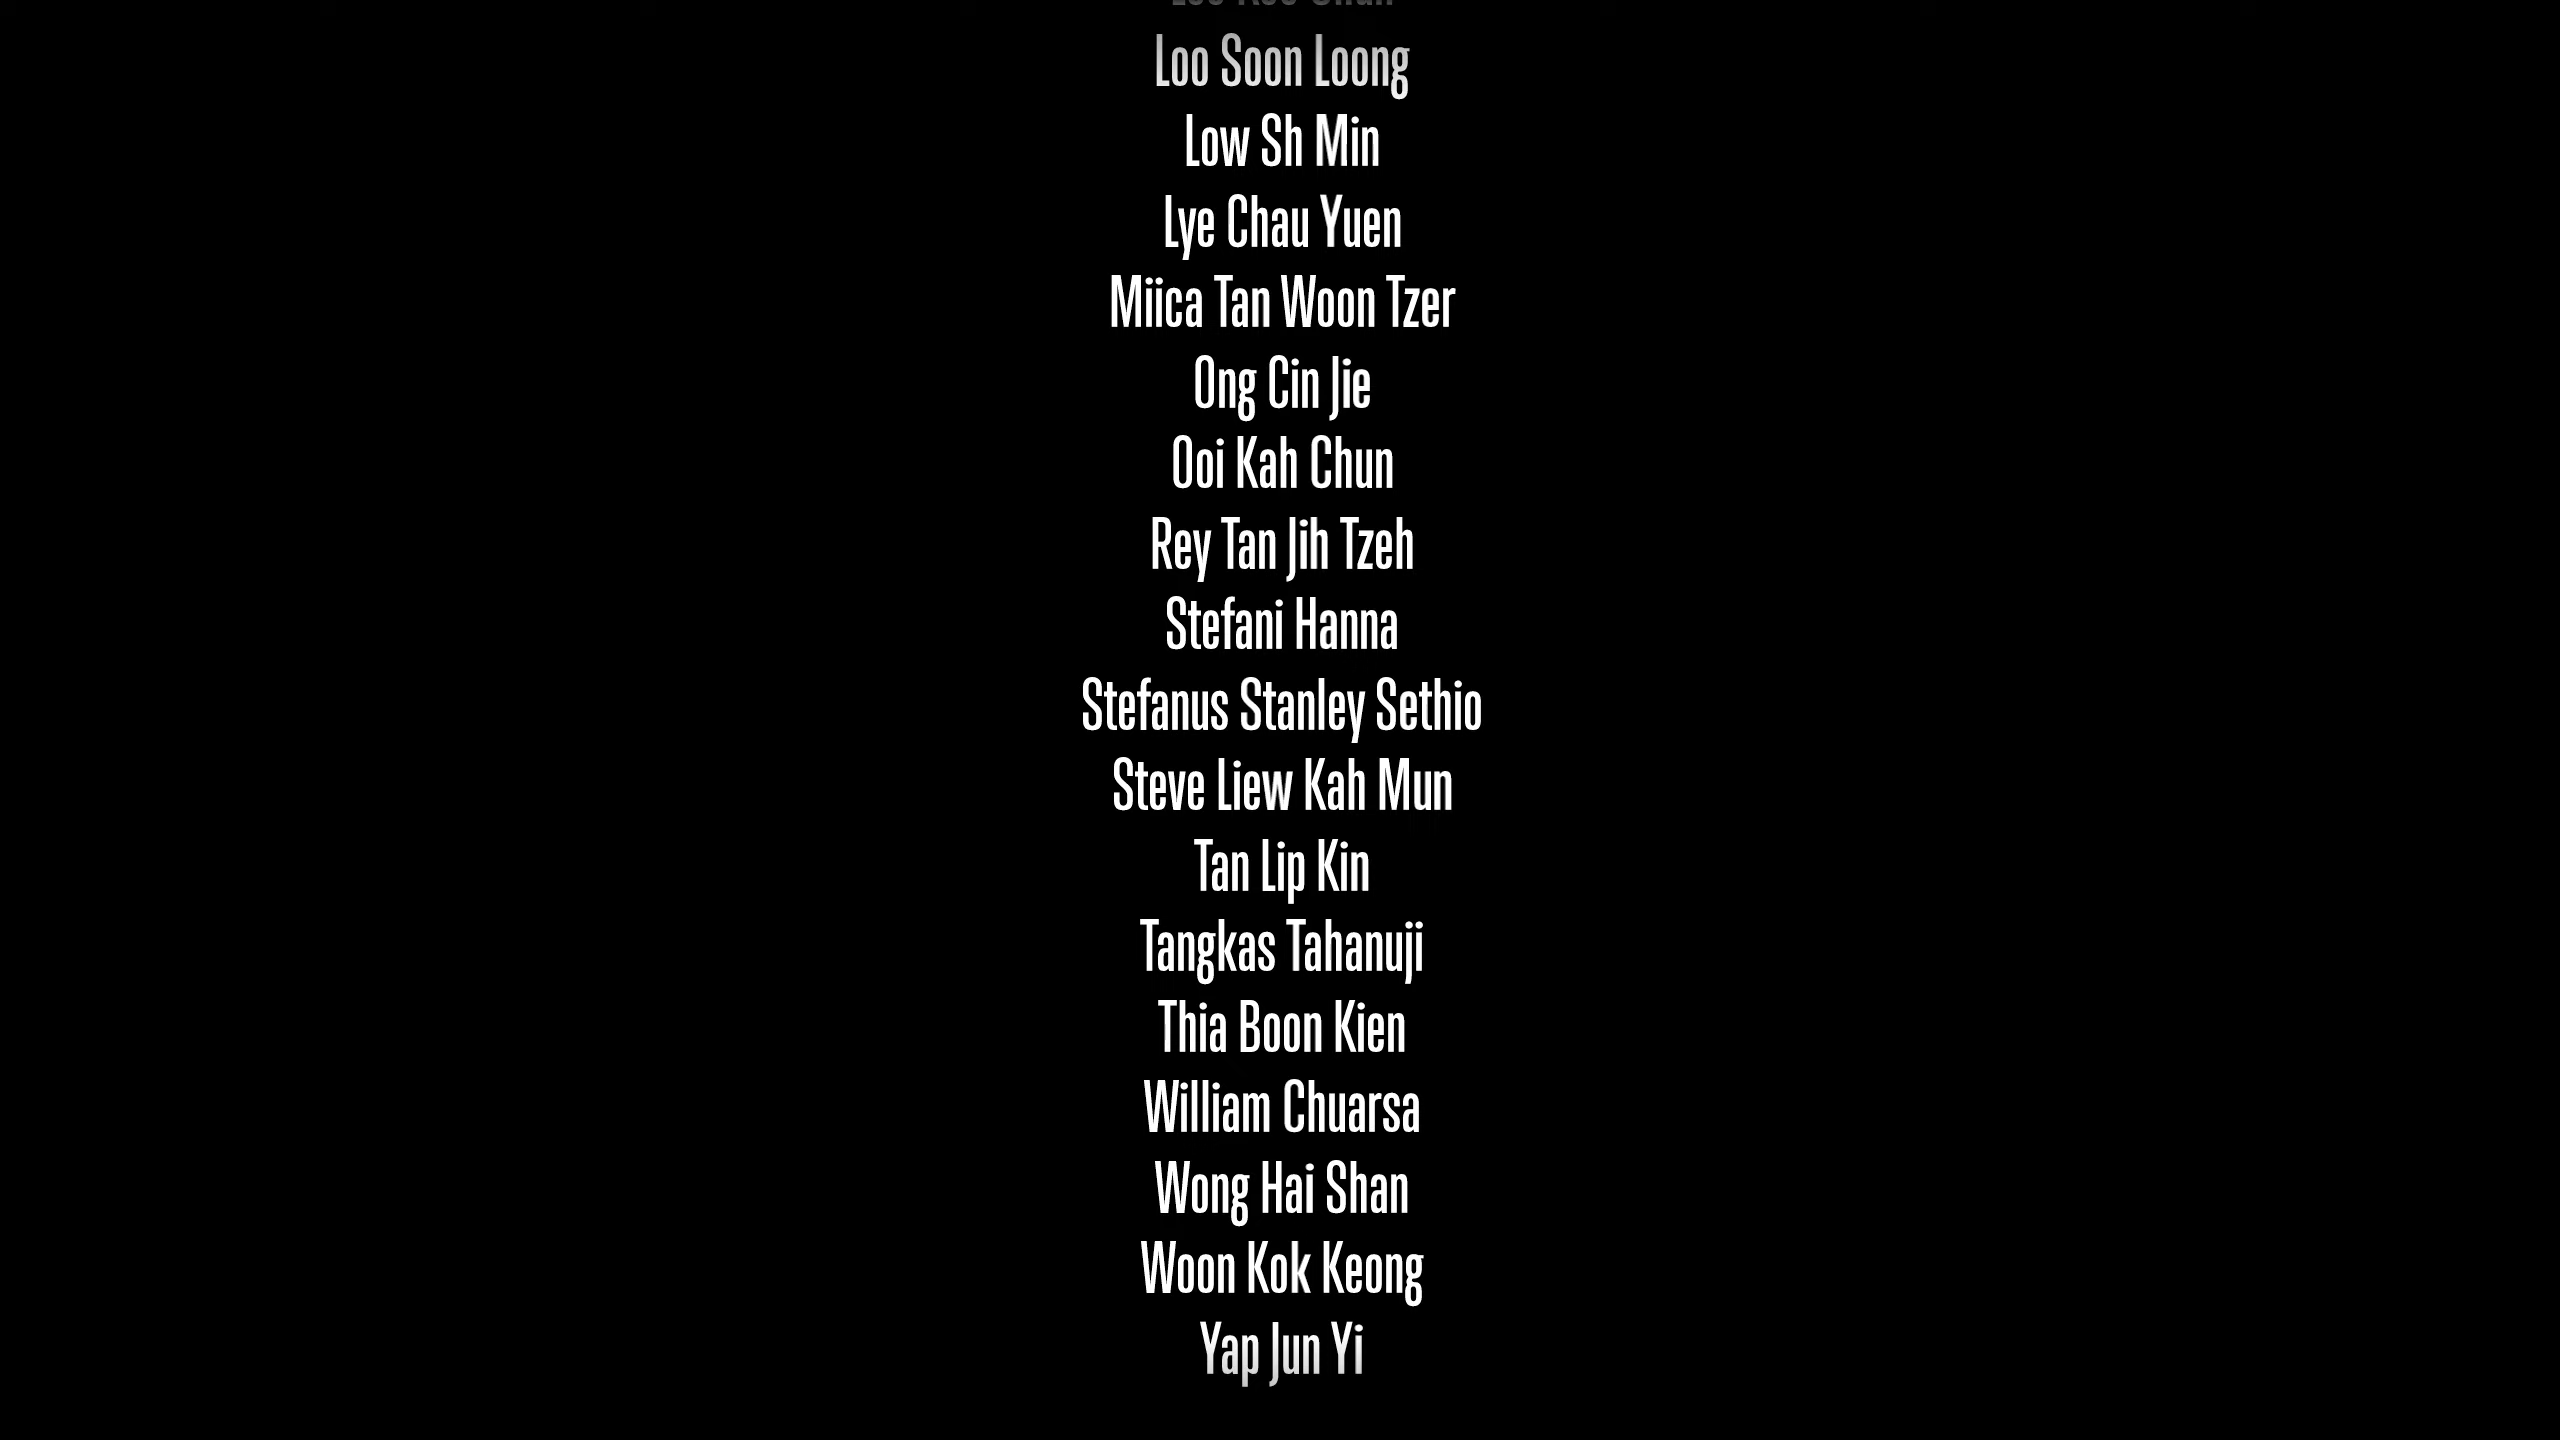 Loo Soon Loong
Low Sh Min
Lye Chau Yuen
Miica Tan Woon Tzer
Ong Cin Jie
Ooi Kah Chun
Rey Tan Jih Tzeh
Stefani Hanna
Stefanus Stanley Sethio
Steve Liew Kah Mun
Tan Lip Kin
Tangkas Tahanuji
Thia Boon Kien
William Chuarsa
Wong Hai Shan
Woon Kok Keong
Yap Jun Yi